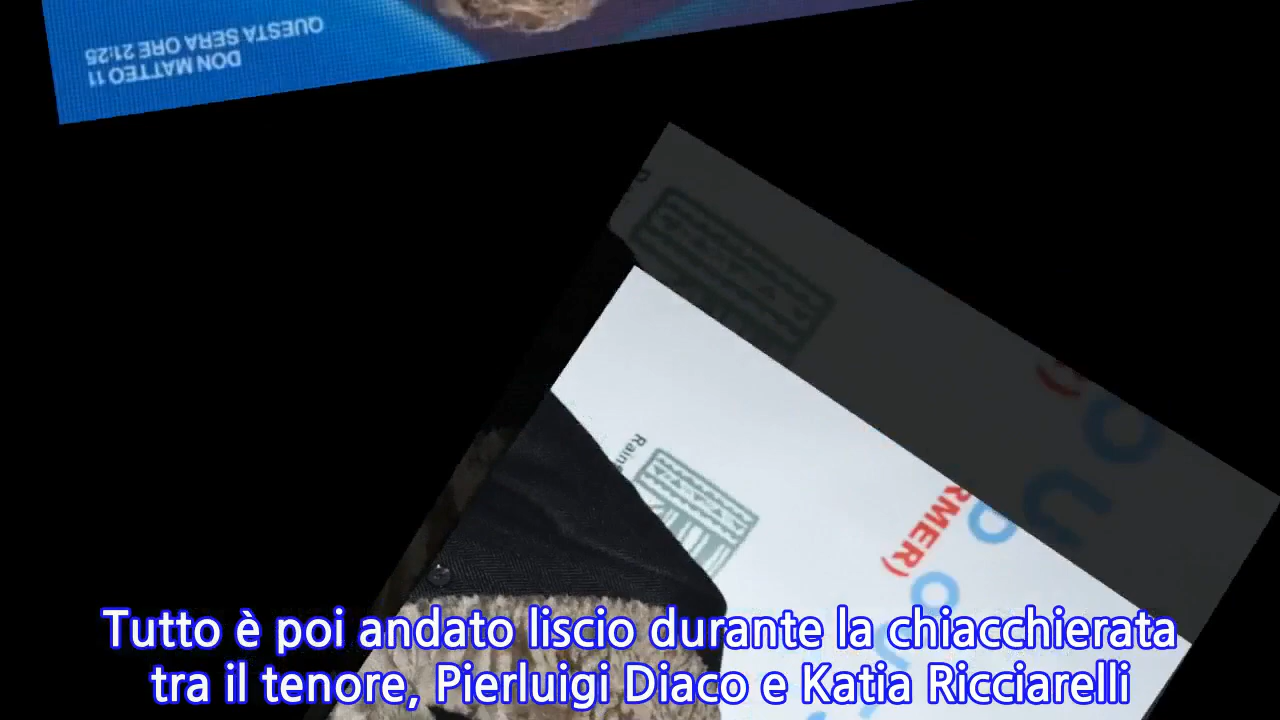 DON MATTEO 11
QUESTA SERA ORE 21:25
RMER)
Tutto è poi andato liscio durante la chiacchierata
tra il tenore, Pierluigi Diaco e Katia Ricciarelli